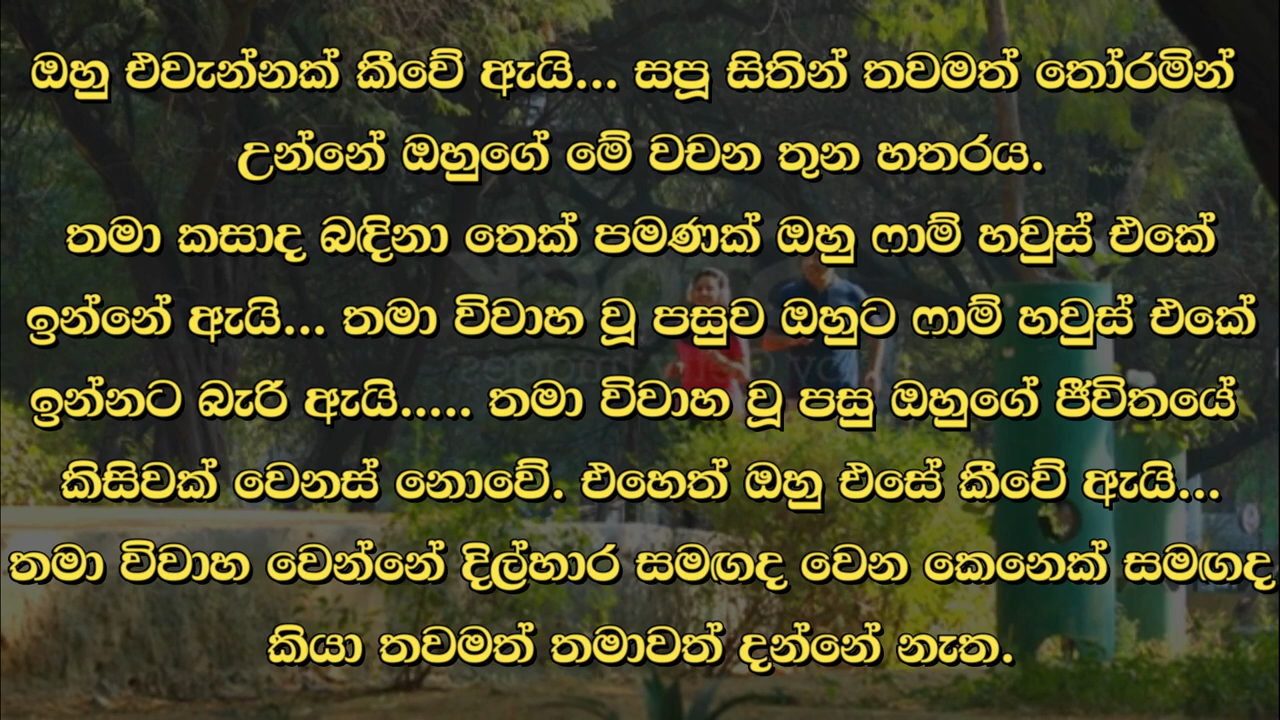 ඔහු එවැන්නක් කීවේ ඇයි... සපූ සිතින් තවමත් තෝරමින්
උන්නේ ඔහුගේ මේ වචන තුන හතරය.
තමා කසාද බඳිනා තෙක් පමණක් ඔහු ෆාම් හවුස් එකේ
ඉන්නේ ඇයි... තමා විවාහ වූ පසුව ඔහුට ෆාම් හවුස් එකේ
ඉන්නට බැරි ඇයි..... තමා විවාහ වූ පසු ඔහුගේ ජීවිතයේ
කිසිවක් වෙනස් නොවේ. එහෙත් ඔහු එසේ කීවේ ඇයි...
තමා විවාහ වෙන්නේ දිල්හාර සමඟද වෙන කෙනෙක් සමඟද
කියා තවමත් තමාවත් දන්නේ නැත.